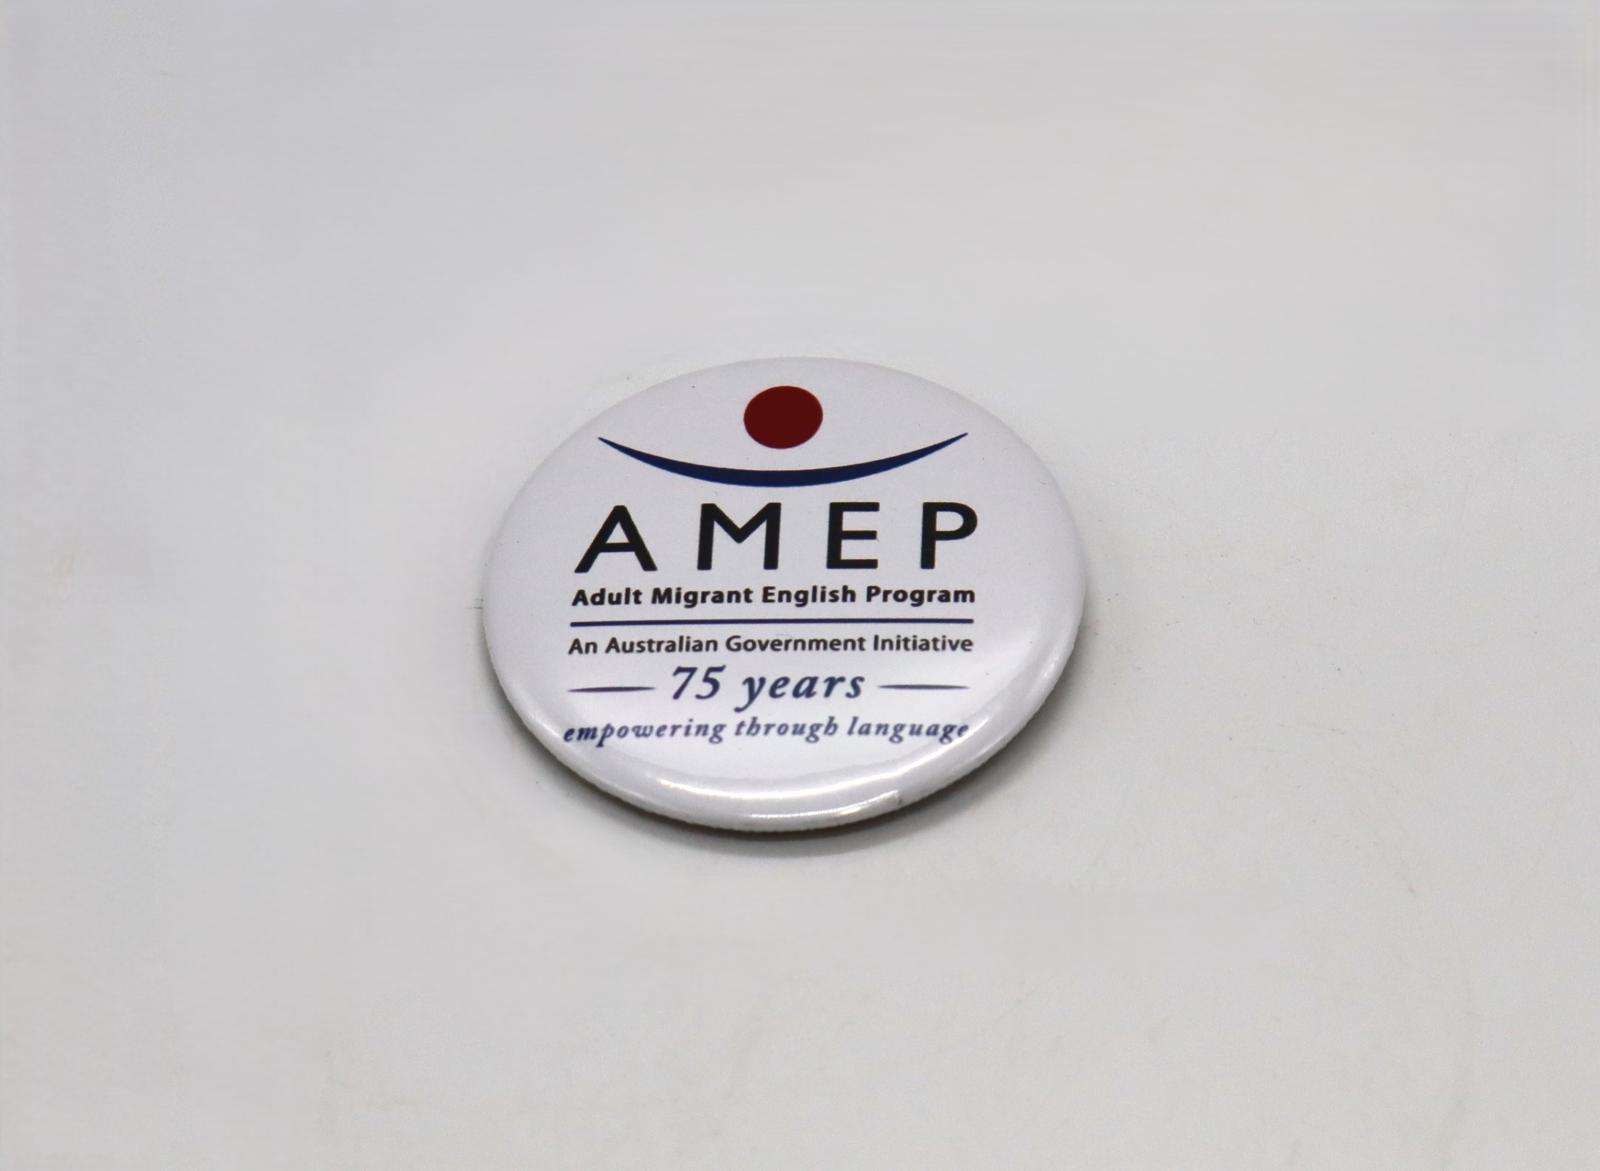 AMEP
Adult Migrant English Program
An Australian Government Initiative
75 years
empowering through language